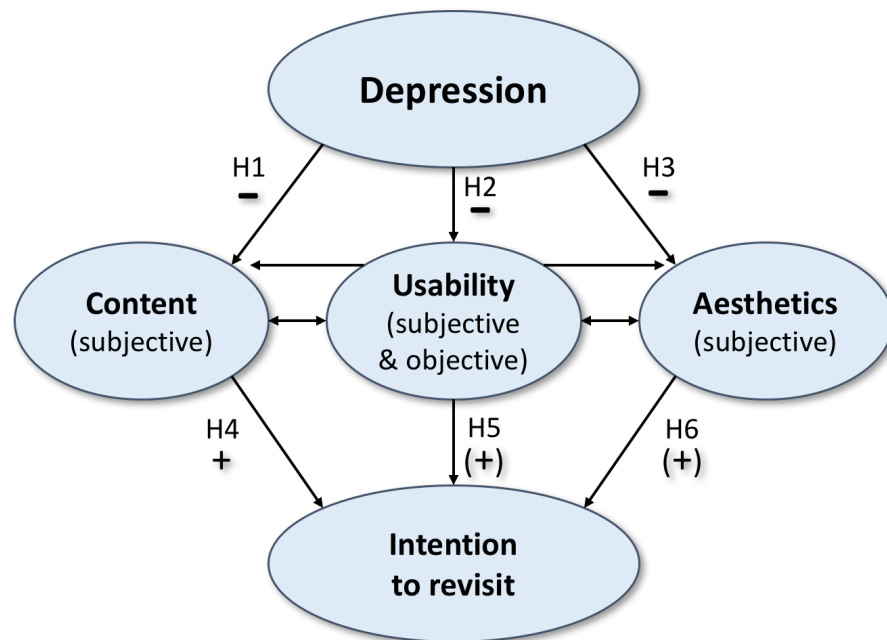 Depression
H1
-
H2
-
H3
-
Content
(subjective)
Usability
(subjective
& objective)
Aesthetics
(subjective)
H4
+
H5
(+)
H6
(+)
Intention
to revisit